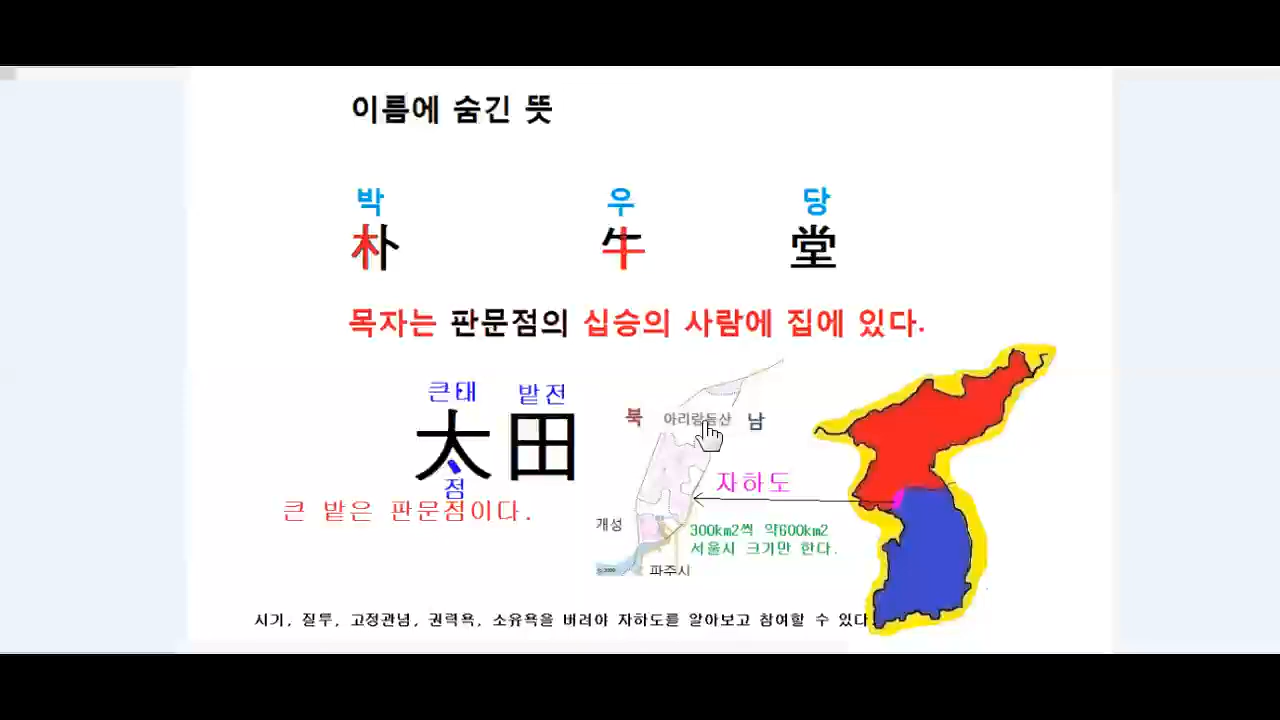 이름에 숨긴 뜻
박 우 당
朴 牛 堂
목자는 판문점의 십승의 사람에 집에 있다.
큰태 밭전
太田
점
큰 밭은 판문점이다.
북 아리랑동산 남
자하도
개성
300km2씩 약600km2
서울시 크기만 한다.
파주시
시기, 질투, 고정관념, 권력욕, 소유욕을 버려야 자하도를 알아보고 참여할 수 있다.